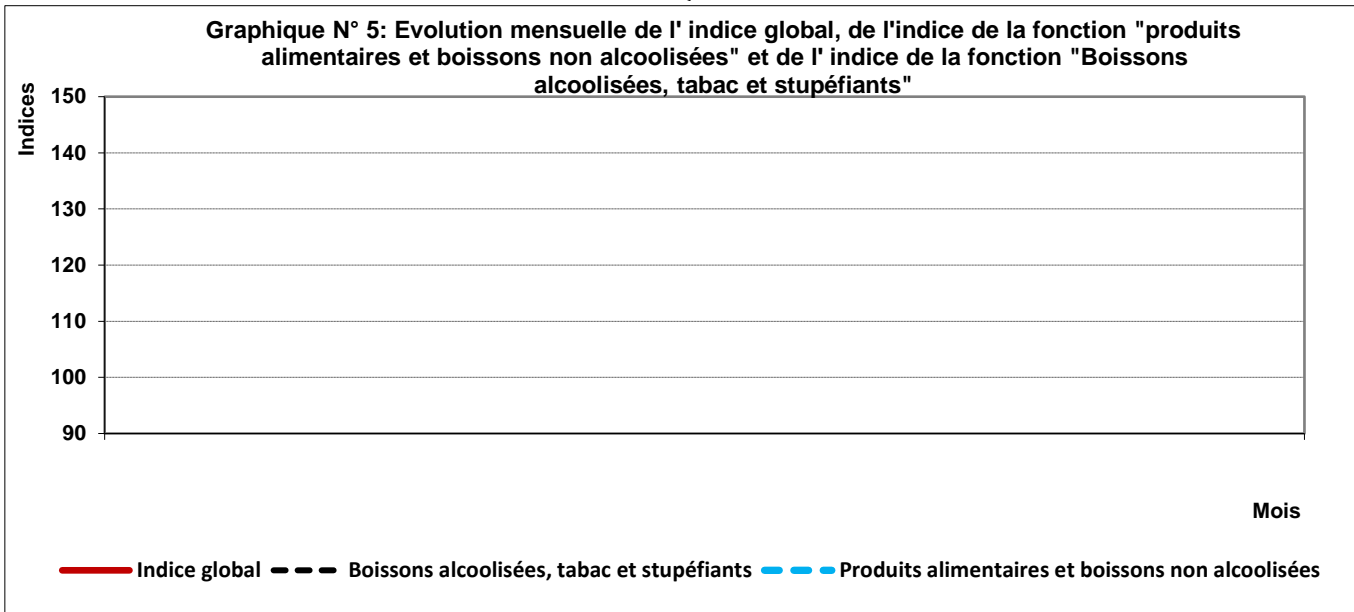 Graphique N° 5: Evolution mensuelle de l' indice global, de l'indice de la fonction "produits
alimentaires et boissons non alcoolisées" et de l' indice de la fonction "Boissons
alcoolisées, tabac et stupéfiants"
Indices
150
140
130
120
110
100
90
Mois
Indice global
Boissons alcoolisées, tabac et stupéfiants
Produits alimentaires et boissons non alcoolisées